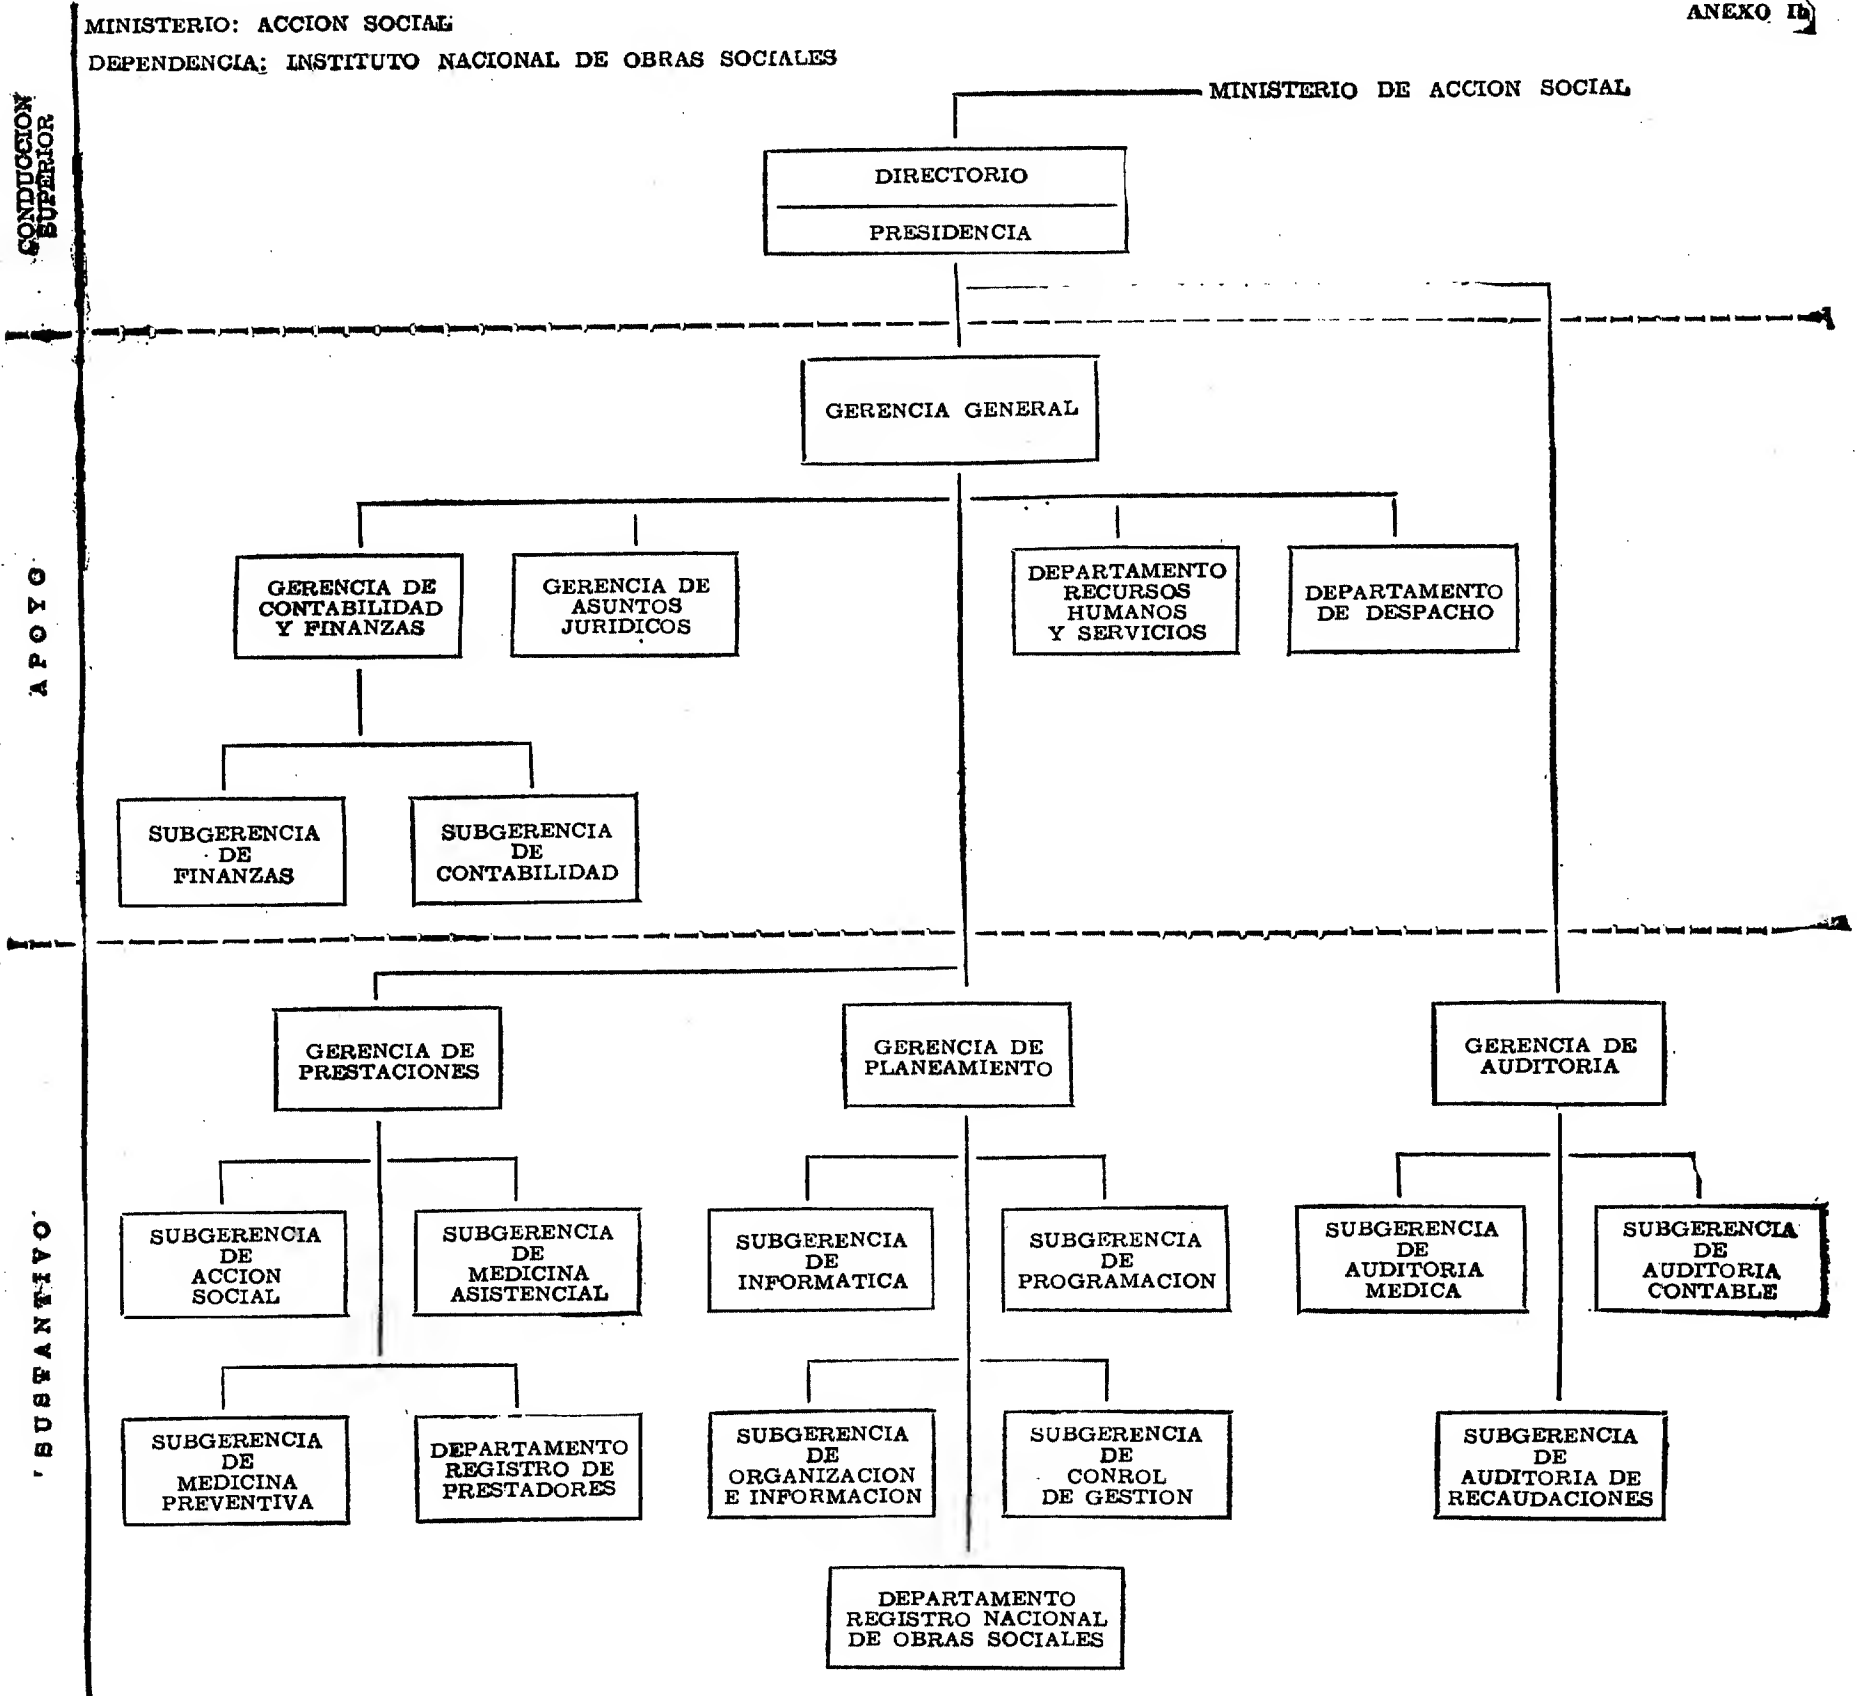 ANEXO Ib)
MINISTERIO: ACCION SOCIAL
DEPENDENCIA: INSTITUTO NACIONAL DE OBRAS SOCIALES
MINISTERIO DE ACCION SOCIAL
CONDUCCION
SUPERIOR
DIRECTORIO
PRESIDENCIA
GERENCIA GENERAL
APOYO
GERENCIA DE
CONTABILIDAD
Y FINANZAS
GERENCIA DE
ASUNTOS
JURIDICOS
DEPARTAMENTO
RECURSOS
HUMANOS
Y SERVICIOS
DEPARTAMENTO
DE DESPACHO
SUBGERENCIA
DE
FINANZAS
SUBGERENCIA
DE
CONTABILIDAD
SUSTANTIVO
GERENCIA DE
PRESTACIONES
GERENCIA DE
PLANEAMIENTO
GERENCIA DE
AUDITORIA
SUBGERENCIA
DE
ACCION
SOCIAL
SUBGERENCIA
DE
MEDICINA
ASISTENCIAL
SUBGERENCIA
DE
INFORMATICA
SUBGERENCIA
DE
PROGRAMACION
SUBGERENCIA
DE
AUDITORIA
MEDICA
SUBGERENCIA
DE
AUDITORIA
CONTABLE
SUBGERENCIA
DE
MEDICINA
PREVENTIVA
DEPARTAMENTO
REGISTRO DE
PRESTADORES
SUBGERENCIA
DE
ORGANIZACION
E INFORMACION
SUBGERENCIA
DE
CONROL
DE GESTION
SUBGERENCIA
DE
AUDITORIA DE
RECAUDACIONES
DEPARTAMENTO
REGISTRO NACIONAL
DE OBRAS SOCIALES